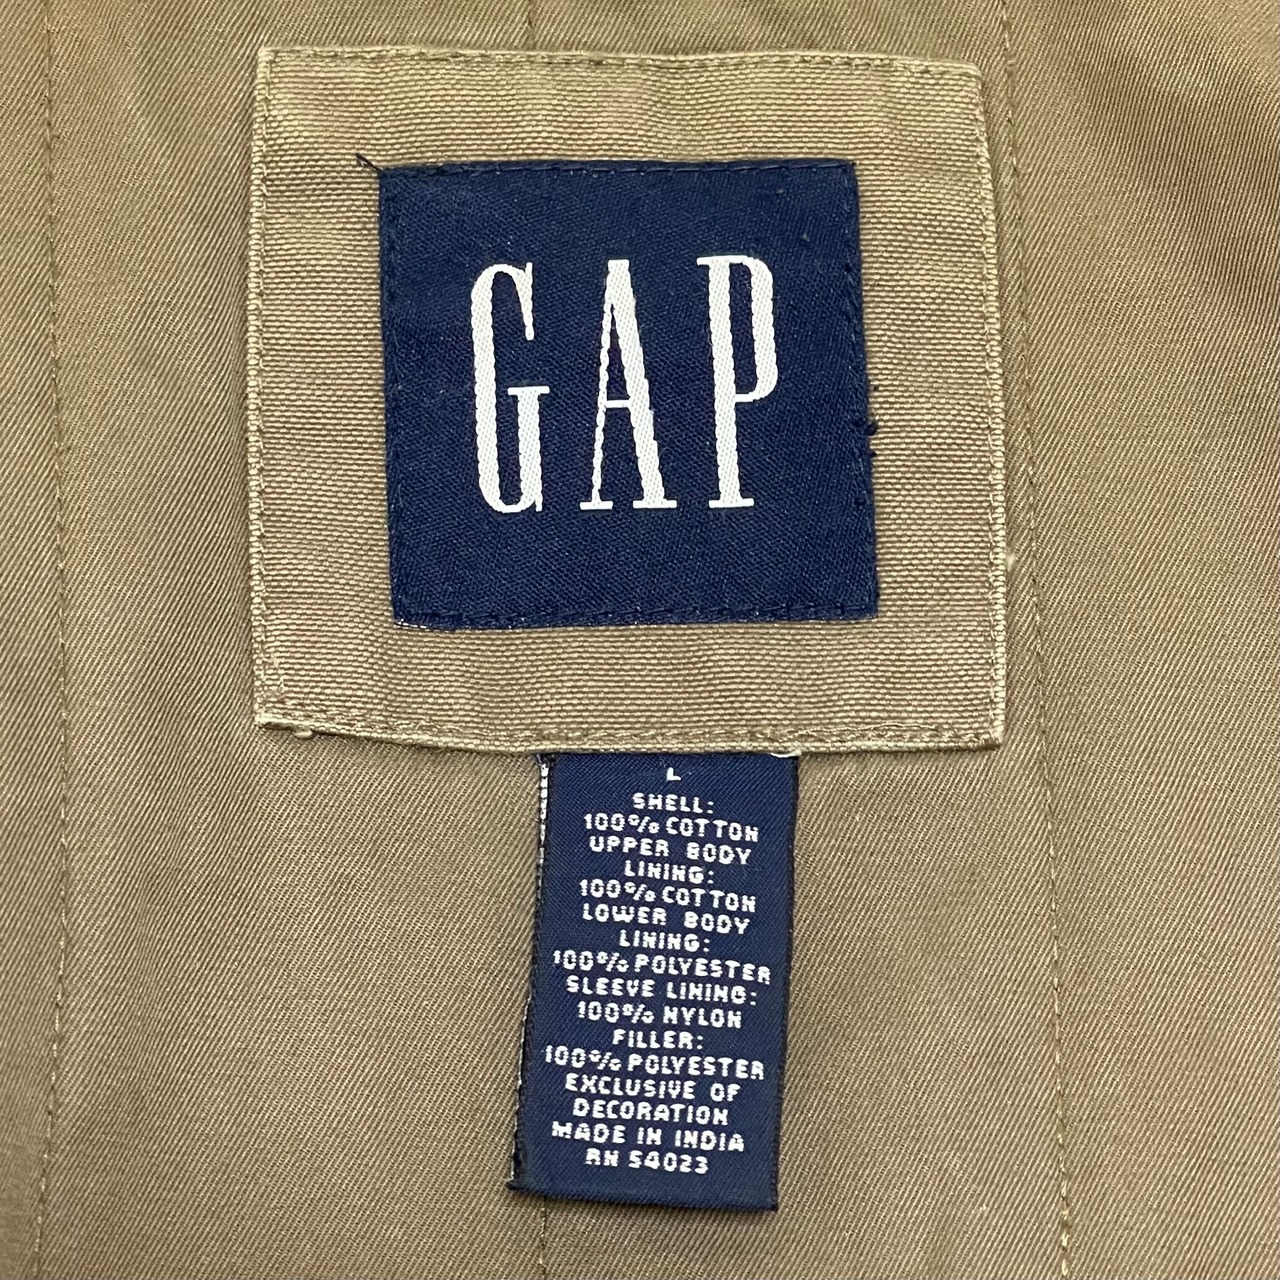 GAP
L
SHELL:
100% COTTON
UPPER BODY
LINING:
100% COTTON
LOWER BODY
LINING:
100% POLYESTER
SLEEVE LINING:
100% NYLON
FILLER:
100% POLYESTER
EXCLUSIVE OF
DECORATION
MADE IN INDIA
RN 54023